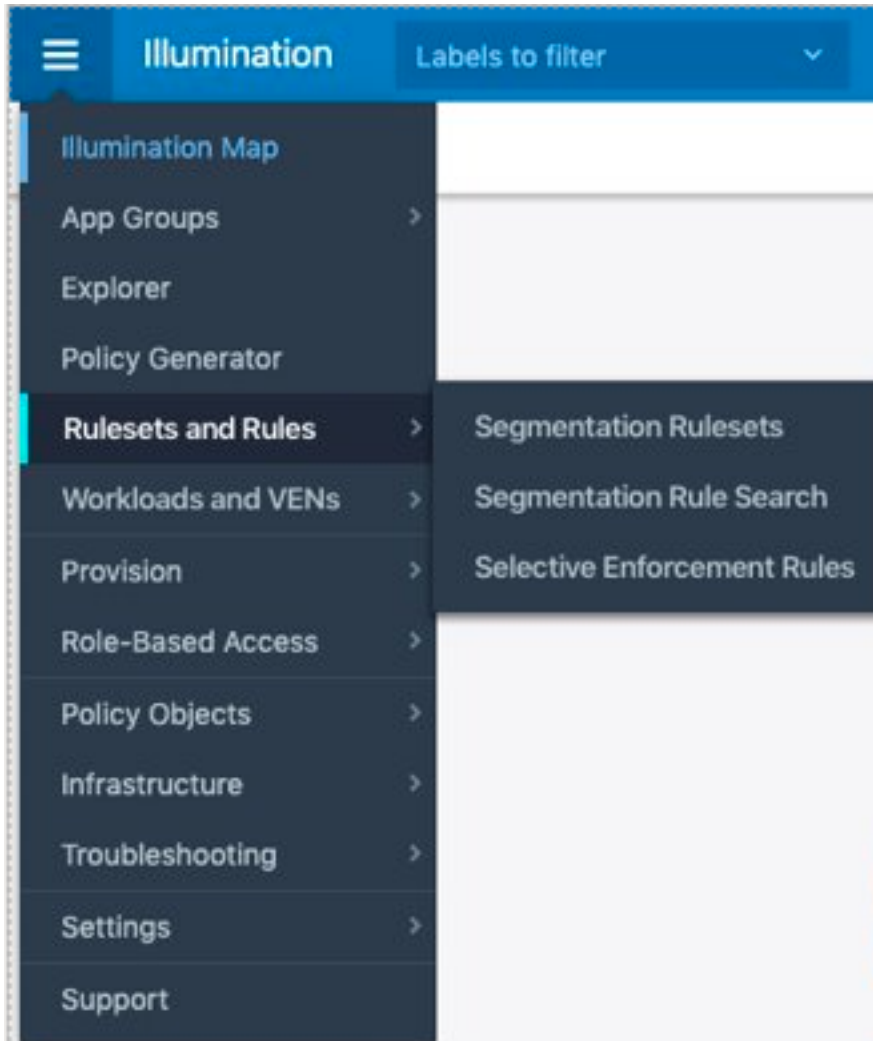 Illumination
Labels to filter
Illumination Map
App Groups
Explorer
Policy Generator
Rulesets and Rules
Segmentation Rulesets
Workloads and VENs
Segmentation Rule Search
Provision
Selective Enforcement Rules
Role-Based Access
Policy Objects
Infrastructure
Troubleshooting
Settings
Support